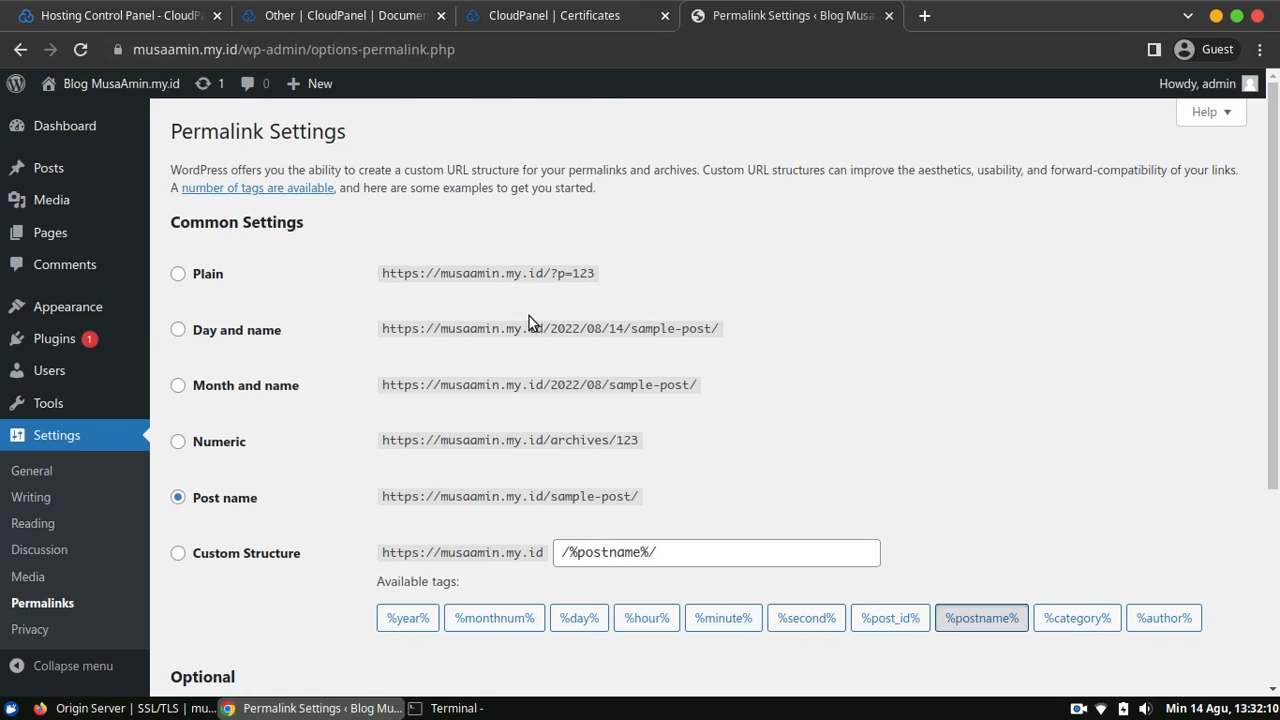 Hosting Control Panel - CloudP
Other | CloudPanel | Documen
CloudPanel | Certificates
Permalink Settings ‹ Blog Musa
musaamin.my.id/wp-admin/options-permalink.php
Guest
Blog MusaAmin.my.id
1
0
New
Howdy, admin
Dashboard
Posts
Media
Pages
Comments
Appearance
Plugins 1
Users
Tools
Settings
General
Writing
Reading
Discussion
Media
Permalinks
Privacy
Collapse menu
Help
Permalink Settings
WordPress offers you the ability to create a custom URL structure for your permalinks and archives. Custom URL structures can improve the aesthetics, usability, and forward-compatibility of your links.
A number of tags are available, and here are some examples to get you started.
Common Settings
Plain https://musaamin.my.id/?p=123
Day and name https://musaamin.my.id/2022/08/14/sample-post/
Month and name https://musaamin.my.id/2022/08/sample-post/
Numeric https://musaamin.my.id/archives/123
Post name https://musaamin.my.id/sample-post/
Custom Structure https://musaamin.my.id /%postname%/
Available tags:
%year% %monthnum% %day% %hour% %minute% %second% %post_id% %postname% %category% %author%
Optional
Origin Server | SSL/TLS | mu...
Permalink Settings ‹ Blog Mu...
Terminal -
Min 14 Agu, 13:32:10